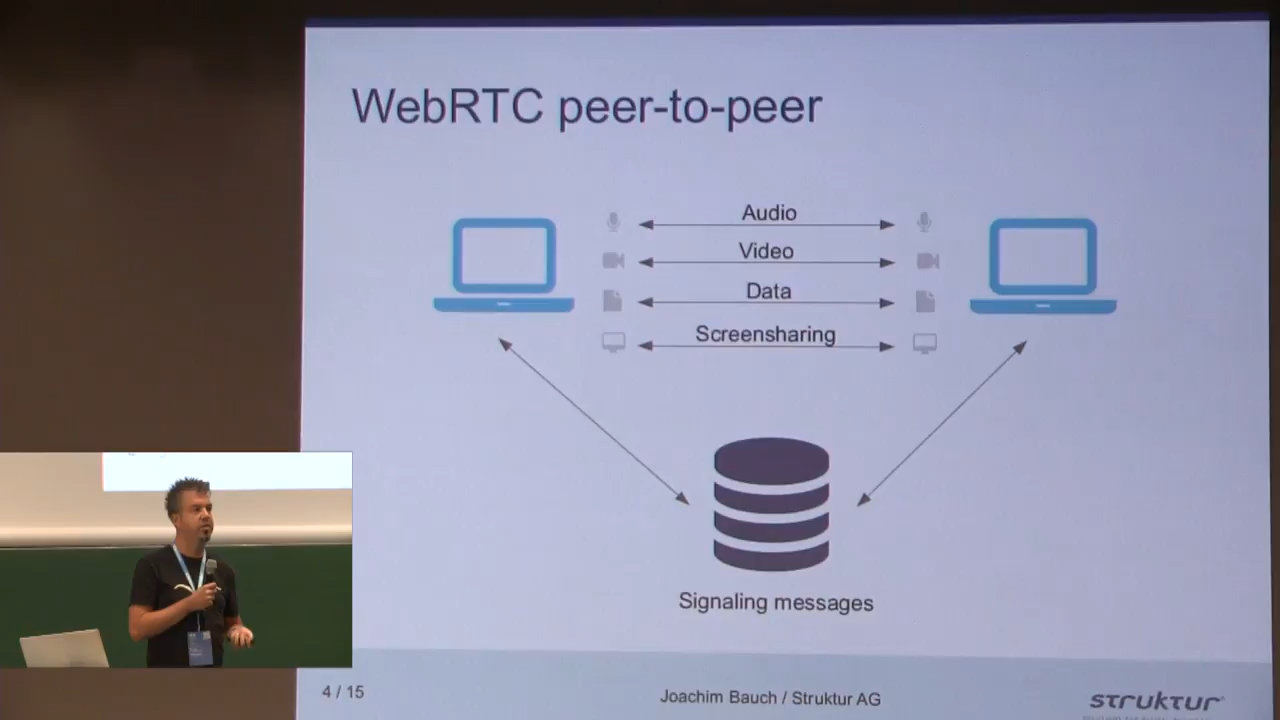 WebRTC peer-to-peer
Audio
Video
Data
Screensharing
Signaling messages
4 / 15
Joachim Bauch / Struktur AG
struktur